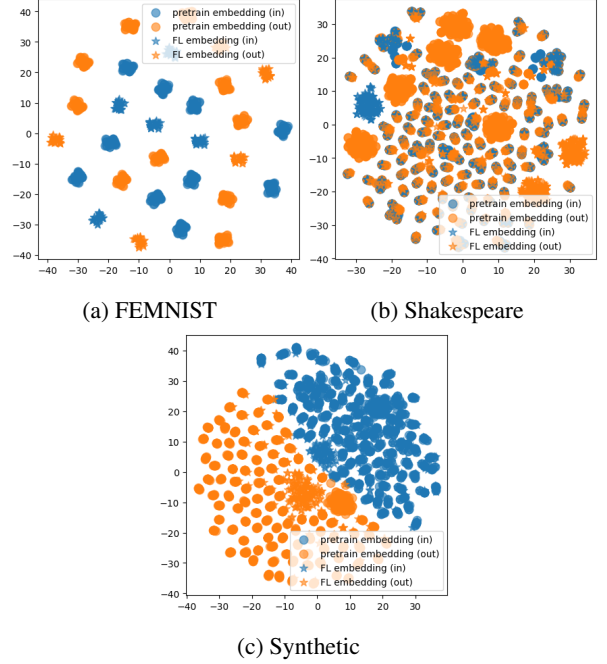 40
30
20
10
0
−10
−20
−30
−40
−40 −30 −20 −10 0 10 20 30 40
pretrain embedding (in)
pretrain embedding (out)
FL embedding (in)
FL embedding (out)
(a) FEMNIST
30
20
10
0
−10
−20
−30
−40
−30 −20 −10 0 10 20 30
pretrain embedding (in)
pretrain embedding (out)
FL embedding (in)
FL embedding (out)
(b) Shakespeare
40
30
20
10
0
−10
−20
−30
−40
−40 −30 −20 −10 0 10 20 30 40
pretrain embedding (in)
pretrain embedding (out)
FL embedding (in)
FL embedding (out)
(c) Synthetic